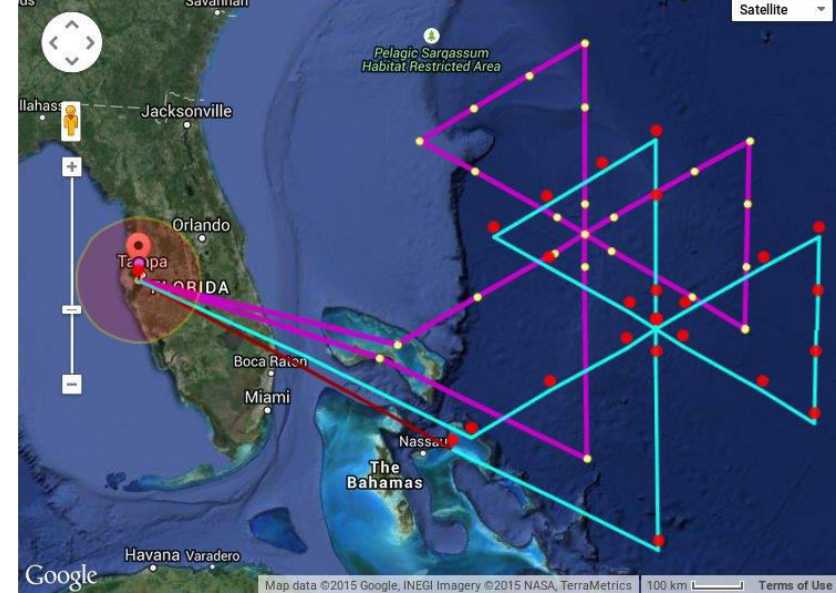 Savannah
Satellite
Pelagic Sargassum
Habitat Restricted Area
Jacksonville
Orlando
Tampa
FLORIDA
Boca Raton
Miami
Nassau
The
Bahamas
Havana Varadero
Google
Map data ©2015 Google, INEGI Imagery ©2015 NASA, TerraMetrics 100 km Terms of Use